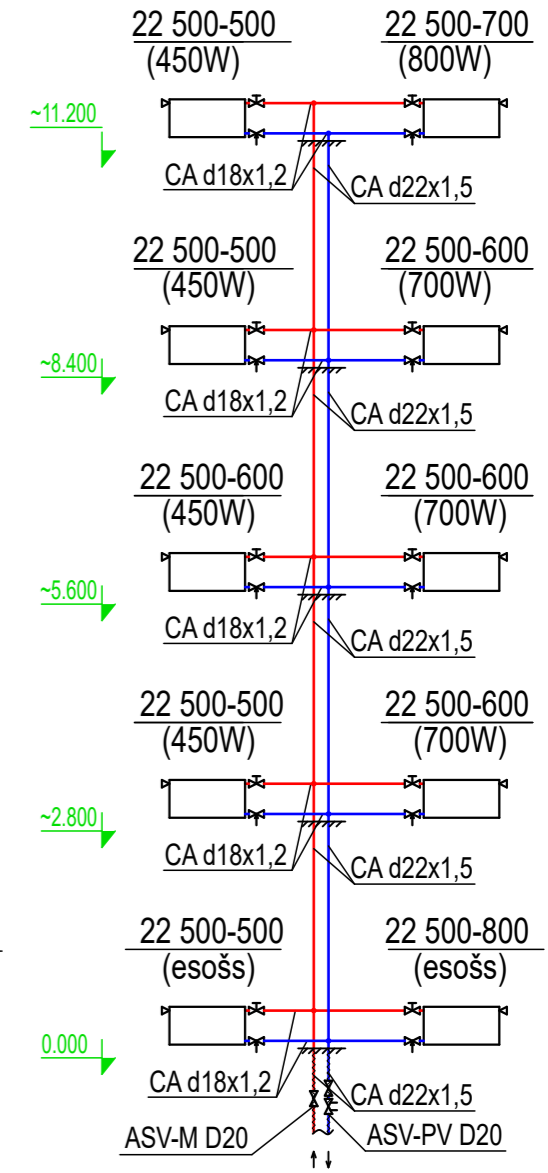 22 500-500
(450W)
22 500-700
(800W)
~11.200
CA d18x1,2
CA d22x1,5
22 500-500
(450W)
22 500-600
(700W)
~8.400
CA d18x1,2
CA d22x1,5
22 500-600
(450W)
22 500-600
(700W)
~5.600
CA d18x1,2
CA d22x1,5
22 500-500
(450W)
22 500-600
(700W)
~2.800
CA d18x1,2
CA d22x1,5
22 500-500
(esošs)
22 500-800
(esošs)
0.000
CA d18x1,2
CA d22x1,5
ASV-M D20
ASV-PV D20